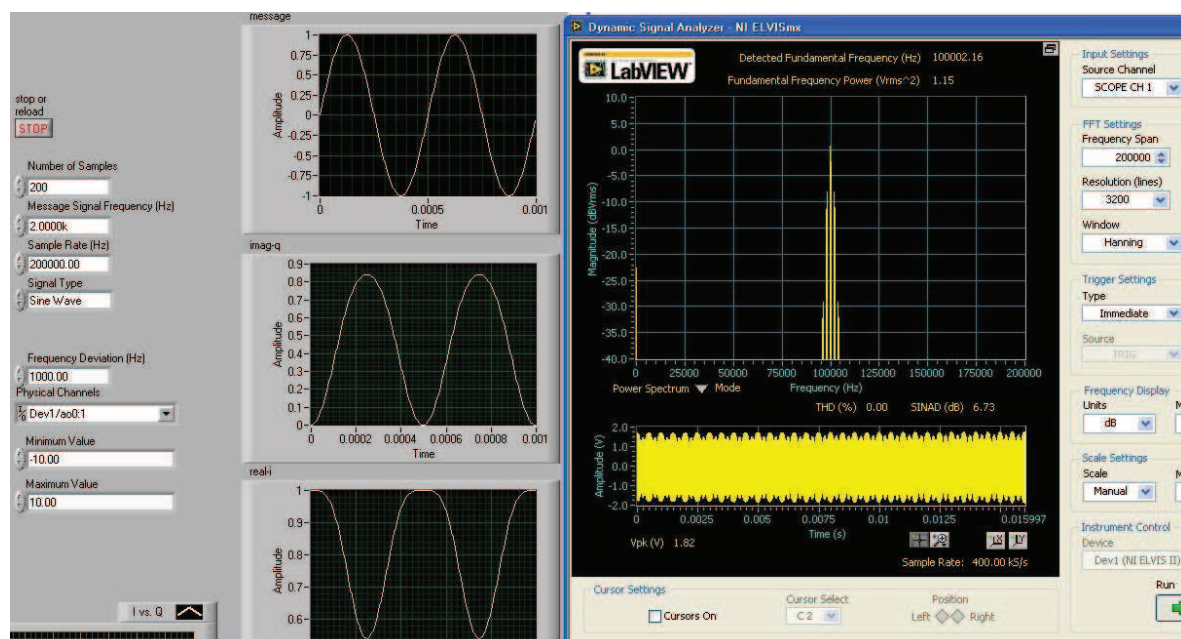 message
Amplitude
1-
0.75-
0.5-
0.25-
0-
-0.25-
-0.5-
-0.75-
-1-
0
0.0005
0.001
Time
stop or
reload
STOP
Number of Samples
200
Message Signal Frequency (Hz)
2.0000k
Sample Rate (Hz)
200000.00
Signal Type
Sine Wave
Frequency Deviation (Hz)
1000.00
Physical Channels
Dev1/ao0:1
Minimum Value
-10.00
Maximum Value
10.00
imag-q
Amplitude
0.9-
0.8-
0.7-
0.6-
0.5-
0.4-
0.3-
0.2-
0.1-
0-
0 0.0002 0.0004 0.0006 0.0008 0.001
Time
real-i
Amplitude
1-
0.9-
0.8-
0.7-
0.6-
I vs. Q
Dynamic Signal Analyzer - NI ELVISmx
LabVIEW
Detected Fundamental Frequency (Hz) 100002.16
Fundamental Frequency Power (Vrms^2) 1.15
Magnitude (dBVrms)
10.0
5.0
0.0
-5.0
-10.0
-15.0
-20.0
-25.0
-30.0
-35.0
-40.0
0 25000 50000 75000 100000 125000 150000 175000 200000
Power Spectrum Mode Frequency (Hz)
THD (%) 0.00 SINAD (dB) 6.73
Amplitude (V)
2.0
1.0
0.0
-1.0
-2.0
0 0.0025 0.005 0.0075 0.01 0.0125 0.015997
Time (s)
Vpk (V) 1.82
Sample Rate: 400.00 kS/s
Cursor Settings
Cursors On
Cursor Select
C2
Position
Left Right
Input Settings
Source Channel
SCOPE CH 1
FFT Settings
Frequency Span
200000
Resolution (lines)
3200
Window
Hanning
Trigger Settings
Type
Immediate
Source
TRIG
Frequency Display
Units M
dB
Scale Settings
Scale M
Manual
Instrument Control
Device
Dev1 (NI ELVIS II)
Run